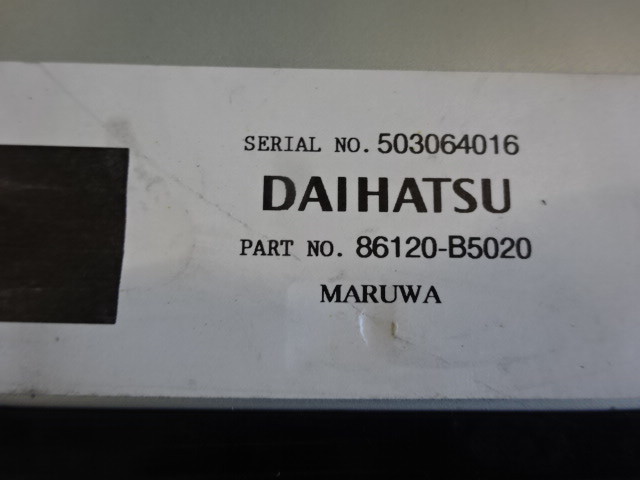 SERIAL NO. 503064016
DAIHATSU
PART NO. 86120-B5020
MARUWA